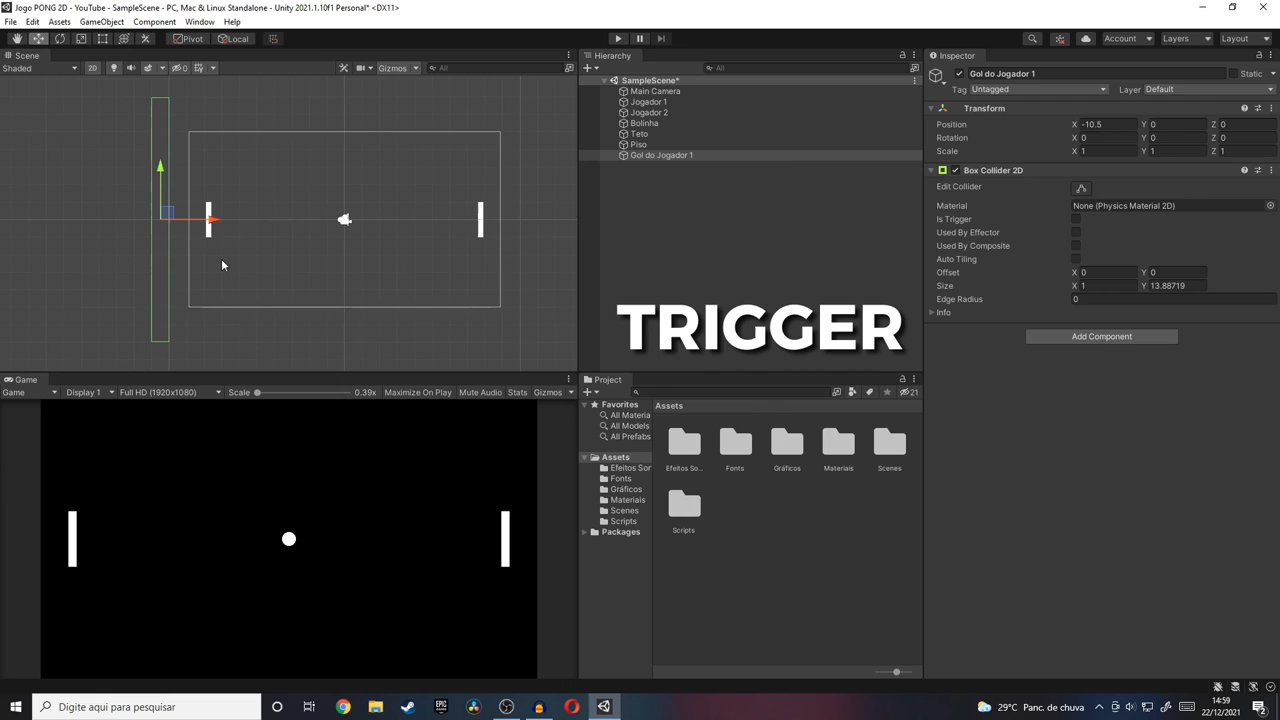 Jogo PONG 2D - YouTube - SampleScene - PC, Mac & Linux Standalone - Unity 2021.1.10f1 Personal* <DX11>
File Edit Assets GameObject Component Window Help
Pivot Local Account Layers Layout
Scene
Shaded 2D 0 Gizmos All
Hierarchy
All
SampleScene*
Main Camera
Jogador 1
Jogador 2
Bolinha
Teto
Piso
Gol do Jogador 1
TRIGGER
Inspector
Gol do Jogador 1 Static
Tag Untagged Layer Default
Transform
Position X -10.5 Y 0 Z 0
Rotation X 0 Y 0 Z 0
Scale X 1 Y 1 Z 1
Box Collider 2D
Edit Collider
Material None (Physics Material 2D)
Is Trigger
Used By Effector
Used By Composite
Auto Tiling
Offset X 0 Y 0
Size X 1 Y 13.88719
Edge Radius 0
Info
Add Component
Game
Game Display 1 Full HD (1920x1080) Scale 0.39x Maximize On Play Mute Audio Stats Gizmos
Project
21
Favorites
All Materia
All Models
All Prefabs
Assets
Efeitos Sor
Fonts
Gráficos
Materiais
Scenes
Scripts
Packages
Assets
Efeitos So... Fonts Gráficos Materiais Scenes
Scripts
Digite aqui para pesquisar
EPIC GAMES
29°C Panc. de chuva
14:59
22/12/2021
2